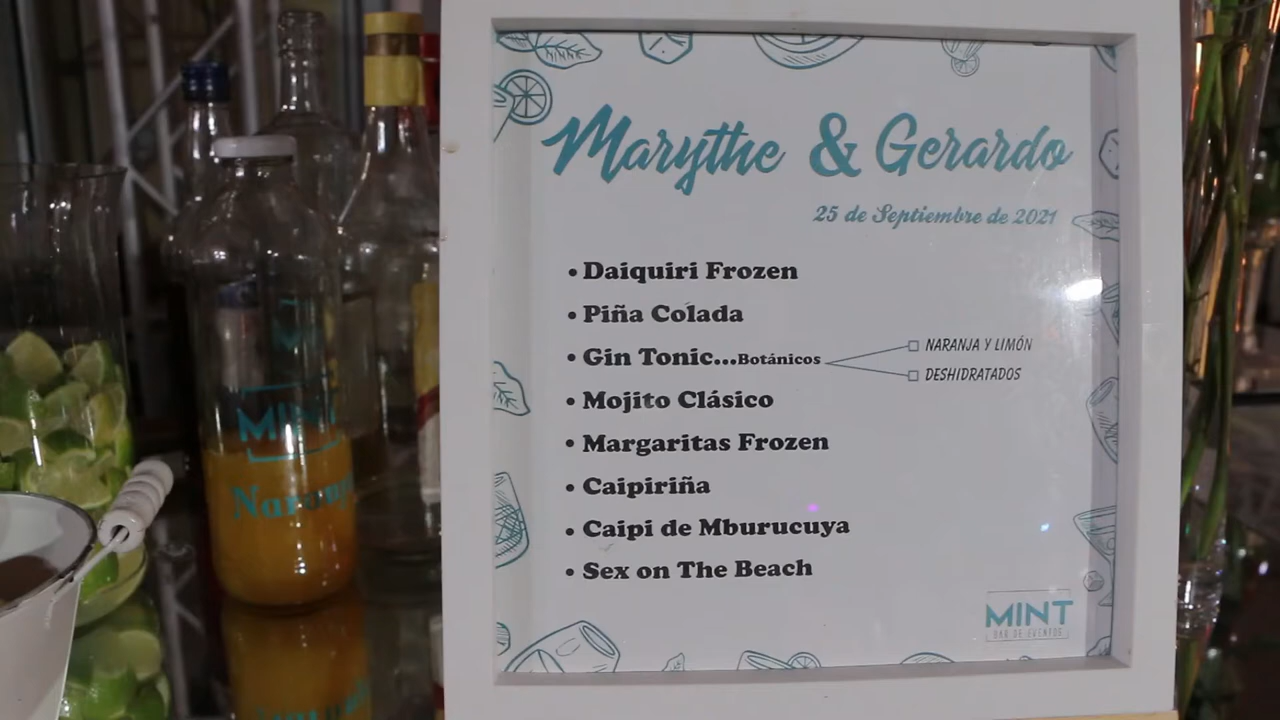 Marythe & Gerardo
25 de Septiembre de 2021
• Daiquiri Frozen
• Piña Colada
• Gin Tonic...Botánicos
NARANJA Y LIMÓN
DESHIDRATADOS
• Mojito Clásico
• Margaritas Frozen
• Caipiriña
• Caipi de Mburucuya
• Sex on The Beach
MINT
BAR DE EVENTOS
MINT